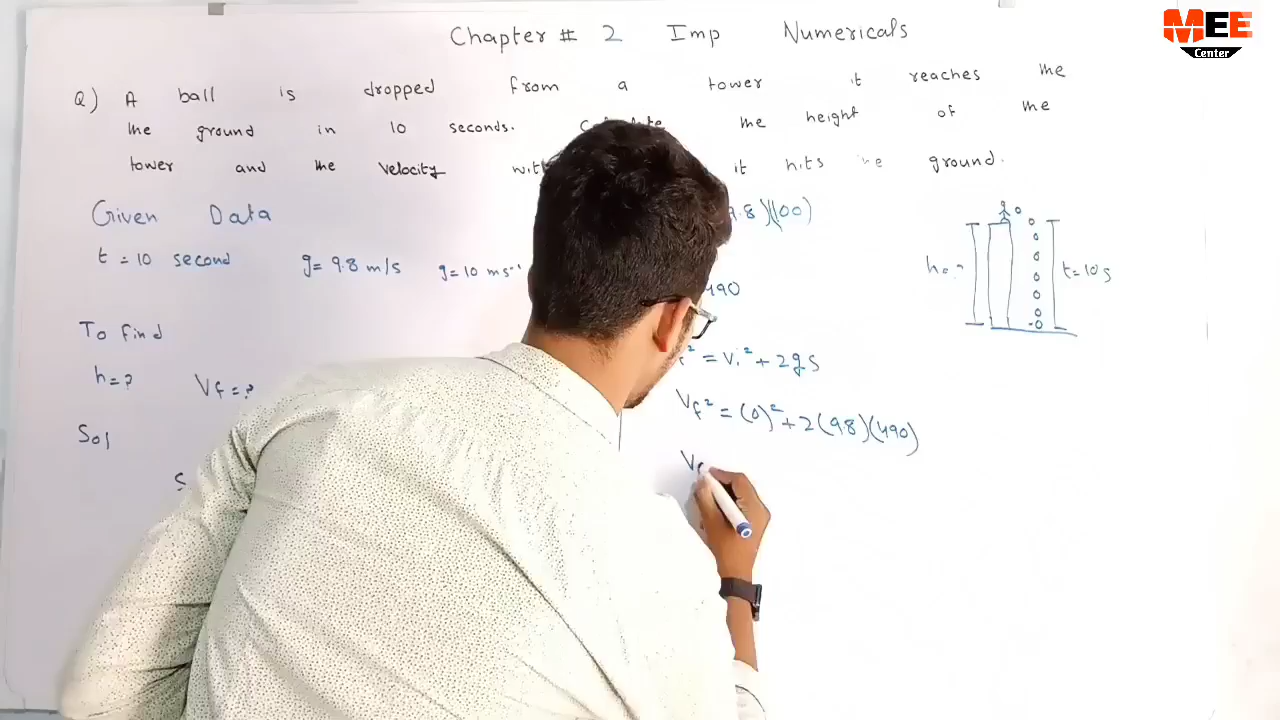 MEE
Center
Chapter # 2 Imp Numericals
Q) A ball is dropped from a tower it reaches the
the ground in 10 seconds. the height of the
tower and the velocity it hits the ground.
Given Data
t = 10 second g = 9.8 m/s g = 10 ms⁻¹
To find
h = ? Vf = ?
Sol
S
9.8)(100)
490
² = Vi² + 2gS
Vf² = (0)² + 2(9.8)(490)
V
h = ?
t = 10 s